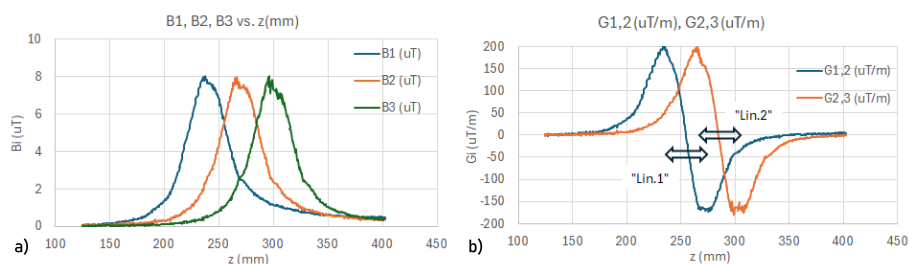 B1, B2, B3 vs. z(mm)
10
8
6
4
2
0
Bi (uT)
B1 (uT)
B2 (uT)
B3 (uT)
100 150 200 250 300 350 400 450
z (mm)
a)
G1,2 (uT/m), G2,3 (uT/m)
200
150
100
50
0
-50
-100
-150
-200
Gi (uT/m)
G1,2 (uT/m)
G2,3 (uT/m)
"Lin.2"
"Lin.1"
100 150 200 250 300 350 400 450
z (mm)
b)